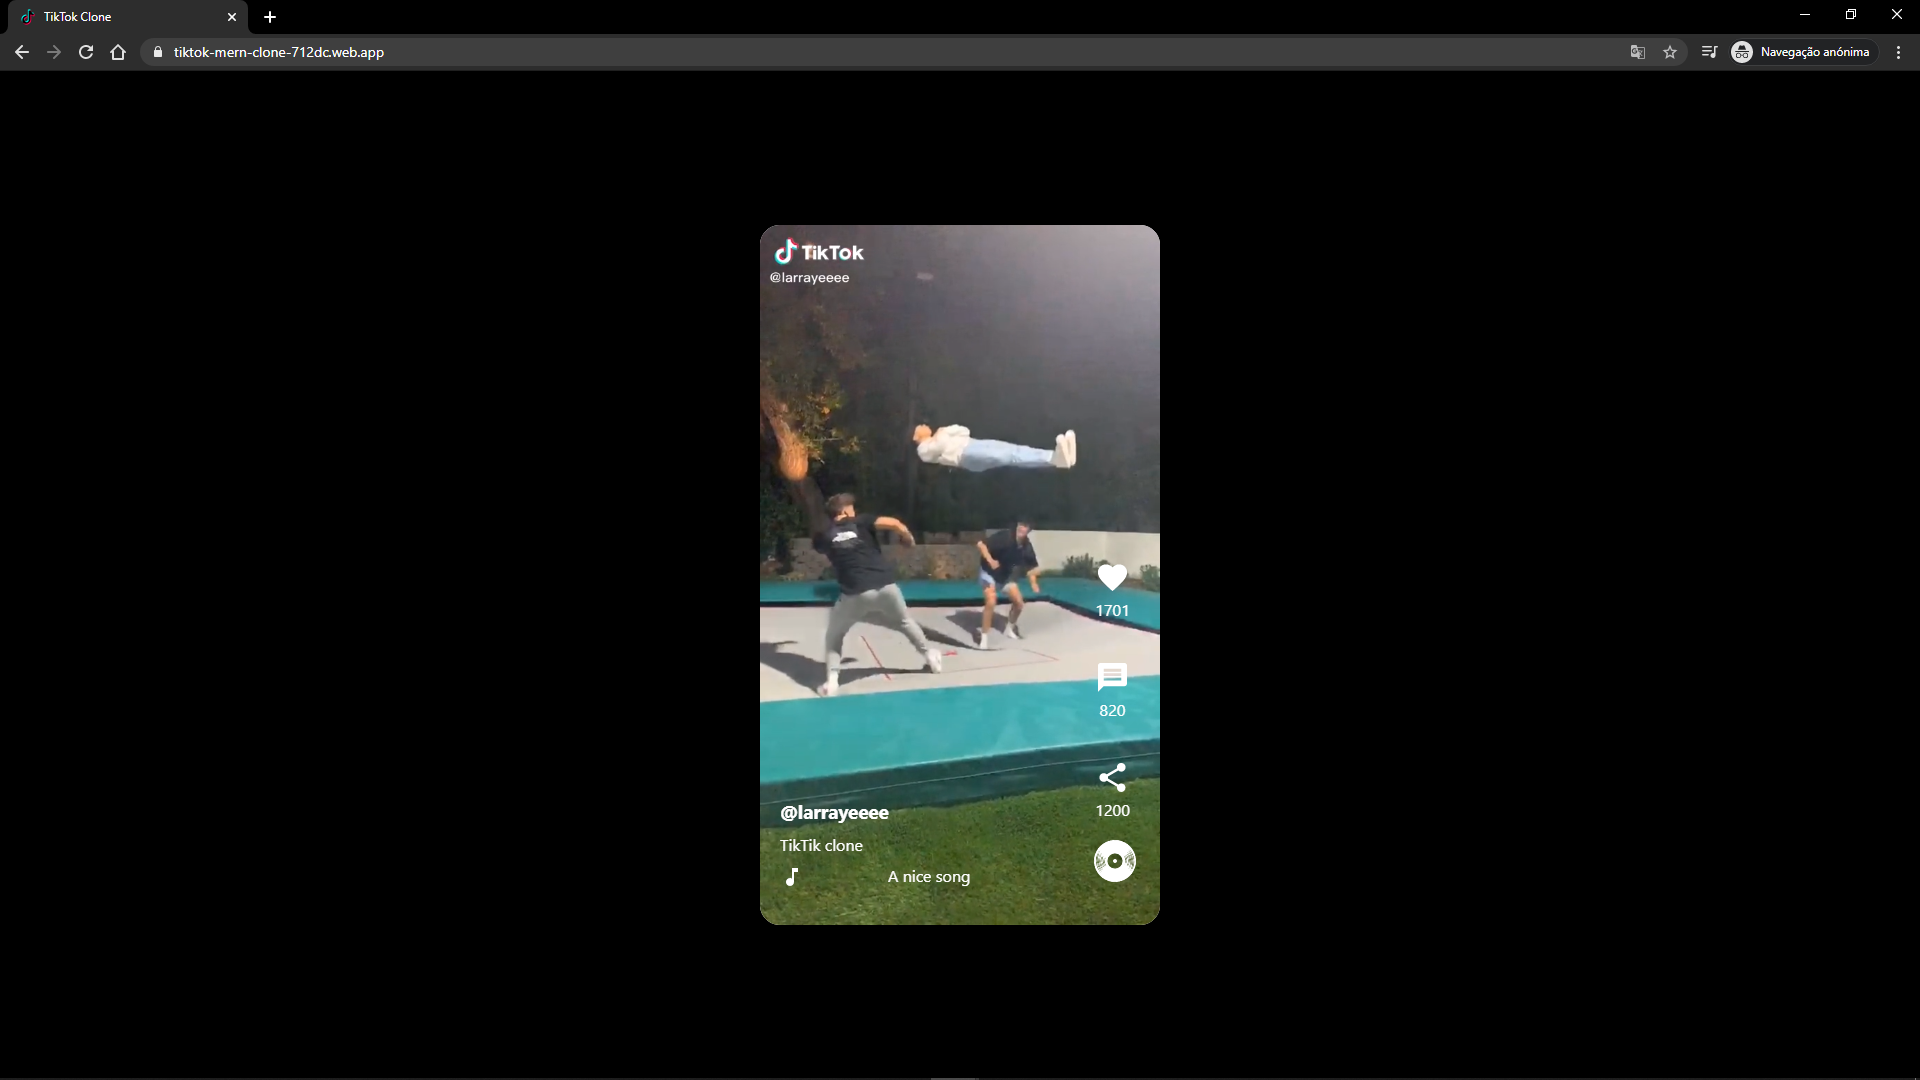 TikTok Clone
tiktok-mern-clone-712dc.web.app
Navegação anónima
TikTok
@larrayeeee
1701
820
1200
@larrayeeee
TikTik clone
A nice song